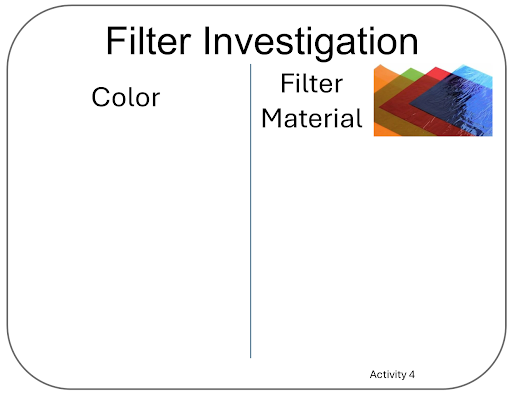 Filter Investigation
Color
Filter
Material
Activity 4